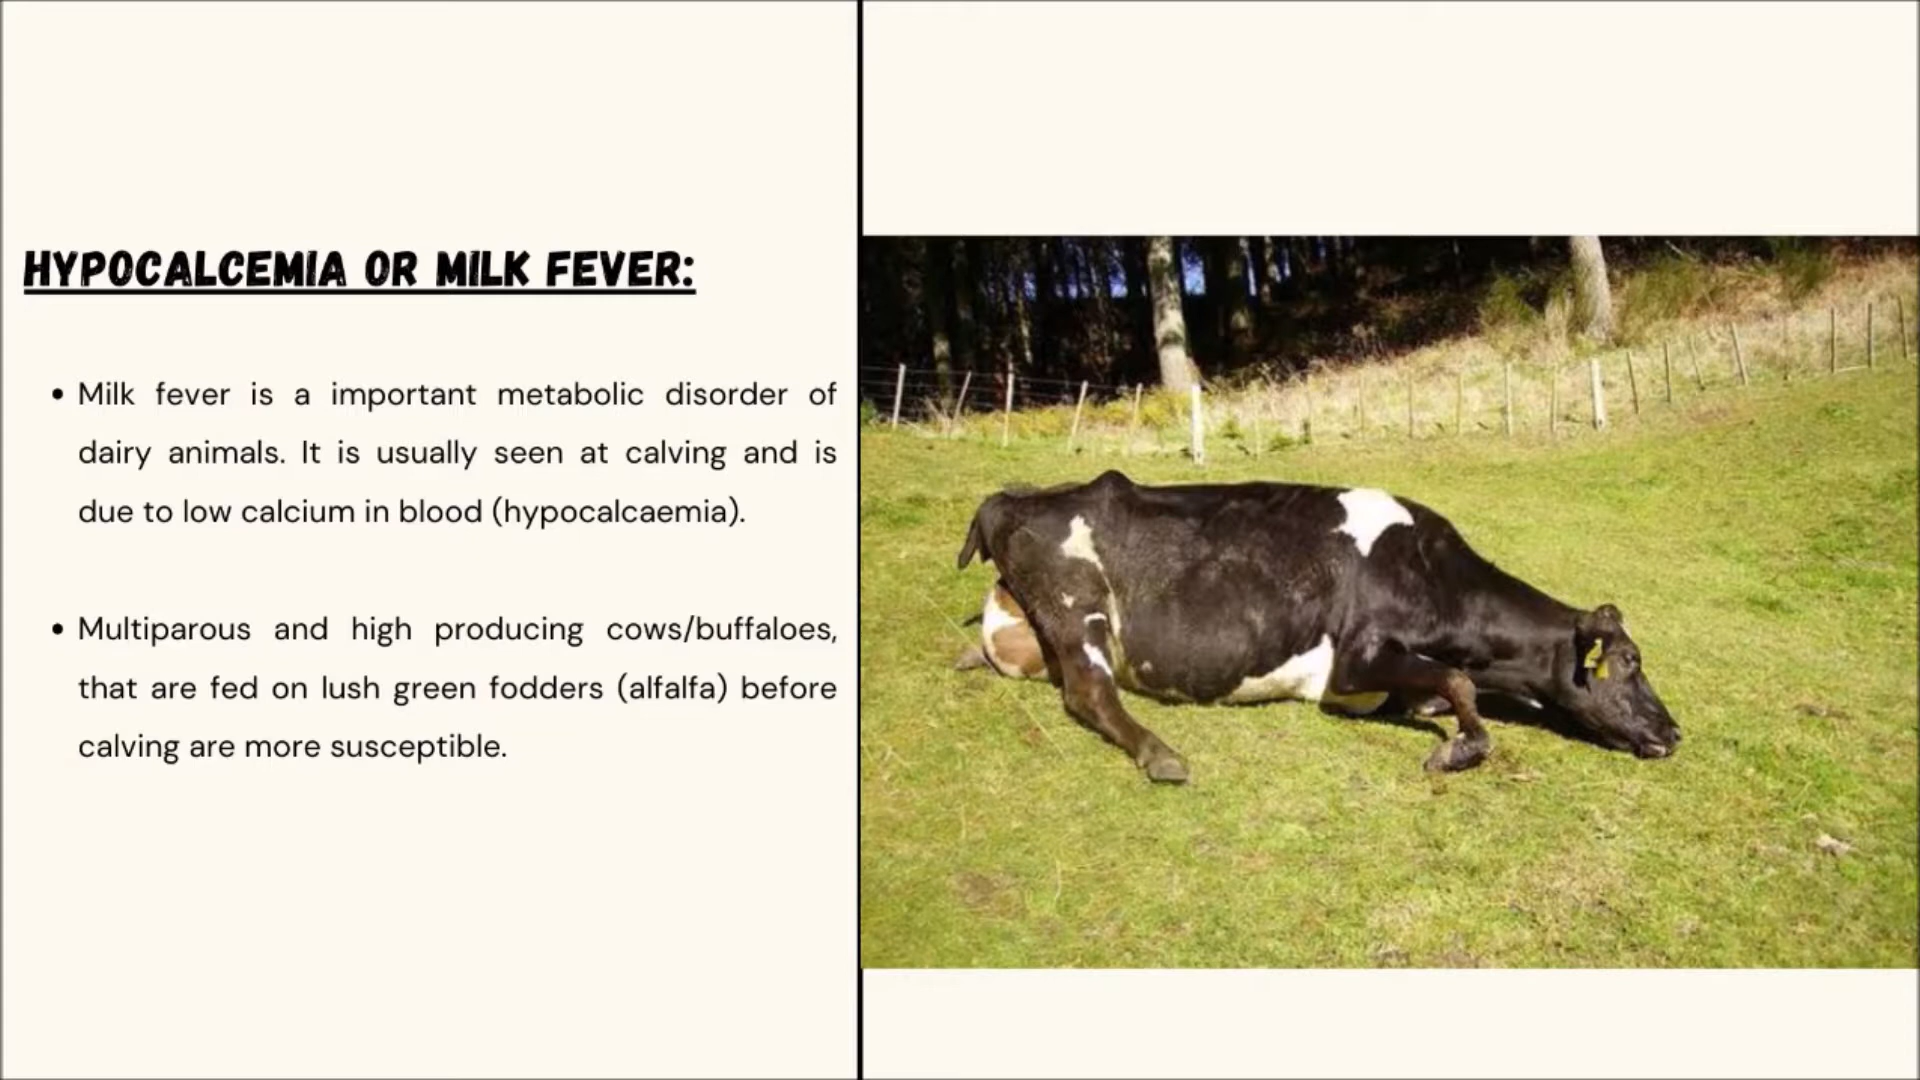 HYPOCALCEMIA OR MILK FEVER:
• Milk fever is a important metabolic disorder of
dairy animals. It is usually seen at calving and is
due to low calcium in blood (hypocalcaemia).
• Multiparous and high producing cows/buffaloes,
that are fed on lush green fodders (alfalfa) before
calving are more susceptible.